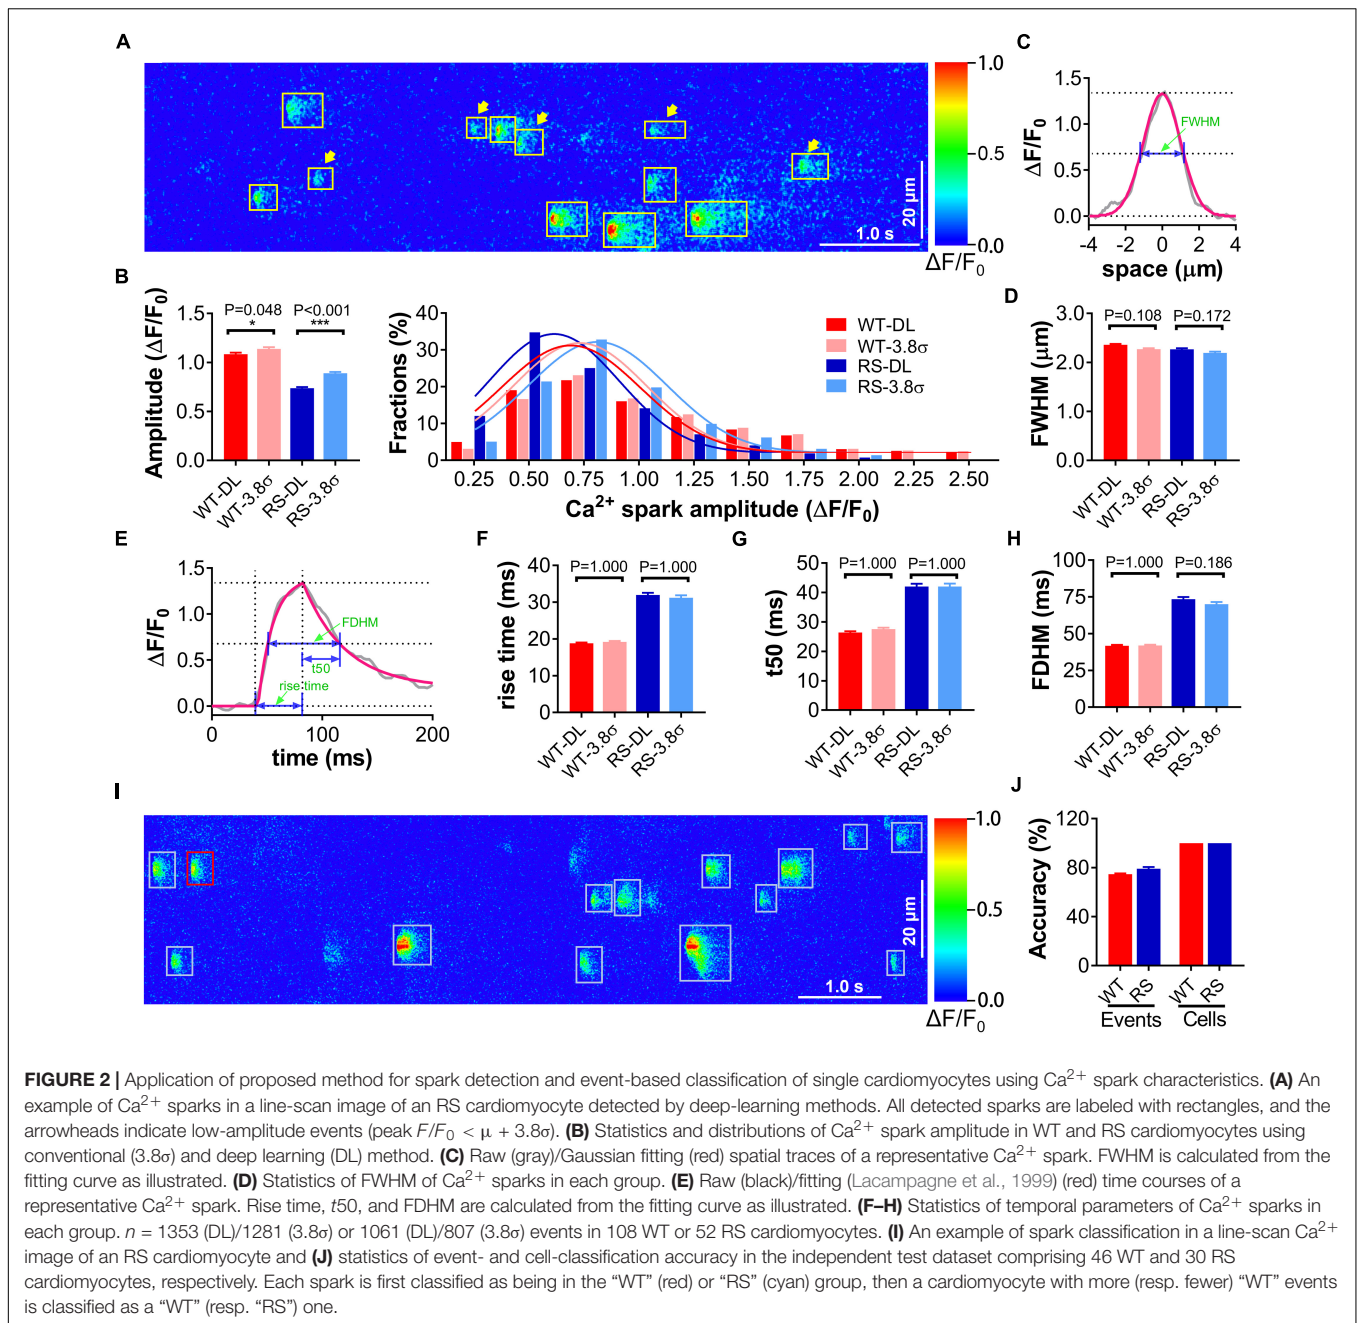 A
1.0
0.5
0.0
ΔF/F0
20 μm
1.0 s
C
ΔF/F0
1.5
1.0
0.5
0.0
FWHM
-4 -2 0 2 4
space (μm)
B
Amplitude (ΔF/F0)
1.5
1.0
0.5
0.0
P=0.048
*
P<0.001
***
WT-DL
WT-3.8σ
RS-DL
RS-3.8σ
Fractions (%)
40
30
20
10
0
WT-DL
WT-3.8σ
RS-DL
RS-3.8σ
0.25 0.50 0.75 1.00 1.25 1.50 1.75 2.00 2.25 2.50
Ca2+ spark amplitude (ΔF/F0)
D
FWHM (μm)
3.0
2.0
1.0
0.0
P=0.108
P=0.172
WT-DL
WT-3.8σ
RS-DL
RS-3.8σ
E
ΔF/F0
1.5
1.0
0.5
0.0
FDHM
t50
rise time
0 100 200
time (ms)
F
rise time (ms)
40
30
20
10
0
P=1.000
P=1.000
WT-DL
WT-3.8σ
RS-DL
RS-3.8σ
G
t50 (ms)
50
40
30
20
10
0
P=1.000
P=1.000
WT-DL
WT-3.8σ
RS-DL
RS-3.8σ
H
FDHM (ms)
100
75
50
25
0
P=1.000
P=0.186
WT-DL
WT-3.8σ
RS-DL
RS-3.8σ
I
1.0
0.5
0.0
ΔF/F0
20 μm
1.0 s
J
Accuracy (%)
120
80
40
0
WT RS WT RS
Events Cells
FIGURE 2 | Application of proposed method for spark detection and event-based classification of single cardiomyocytes using Ca2+ spark characteristics. (A) An
example of Ca2+ sparks in a line-scan image of an RS cardiomyocyte detected by deep-learning methods. All detected sparks are labeled with rectangles, and the
arrowheads indicate low-amplitude events (peak F/F0 < μ + 3.8σ). (B) Statistics and distributions of Ca2+ spark amplitude in WT and RS cardiomyocytes using
conventional (3.8σ) and deep learning (DL) method. (C) Raw (gray)/Gaussian fitting (red) spatial traces of a representative Ca2+ spark. FWHM is calculated from the
fitting curve as illustrated. (D) Statistics of FWHM of Ca2+ sparks in each group. (E) Raw (black)/fitting (Lacampagne et al., 1999) (red) time courses of a
representative Ca2+ spark. Rise time, t50, and FDHM are calculated from the fitting curve as illustrated. (F–H) Statistics of temporal parameters of Ca2+ sparks in
each group. n = 1353 (DL)/1281 (3.8σ) or 1061 (DL)/807 (3.8σ) events in 108 WT or 52 RS cardiomyocytes. (I) An example of spark classification in a line-scan Ca2+
image of an RS cardiomyocyte and (J) statistics of event- and cell-classification accuracy in the independent test dataset comprising 46 WT and 30 RS
cardiomyocytes, respectively. Each spark is first classified as being in the “WT” (red) or “RS” (cyan) group, then a cardiomyocyte with more (resp. fewer) “WT” events
is classified as a “WT” (resp. “RS”) one.